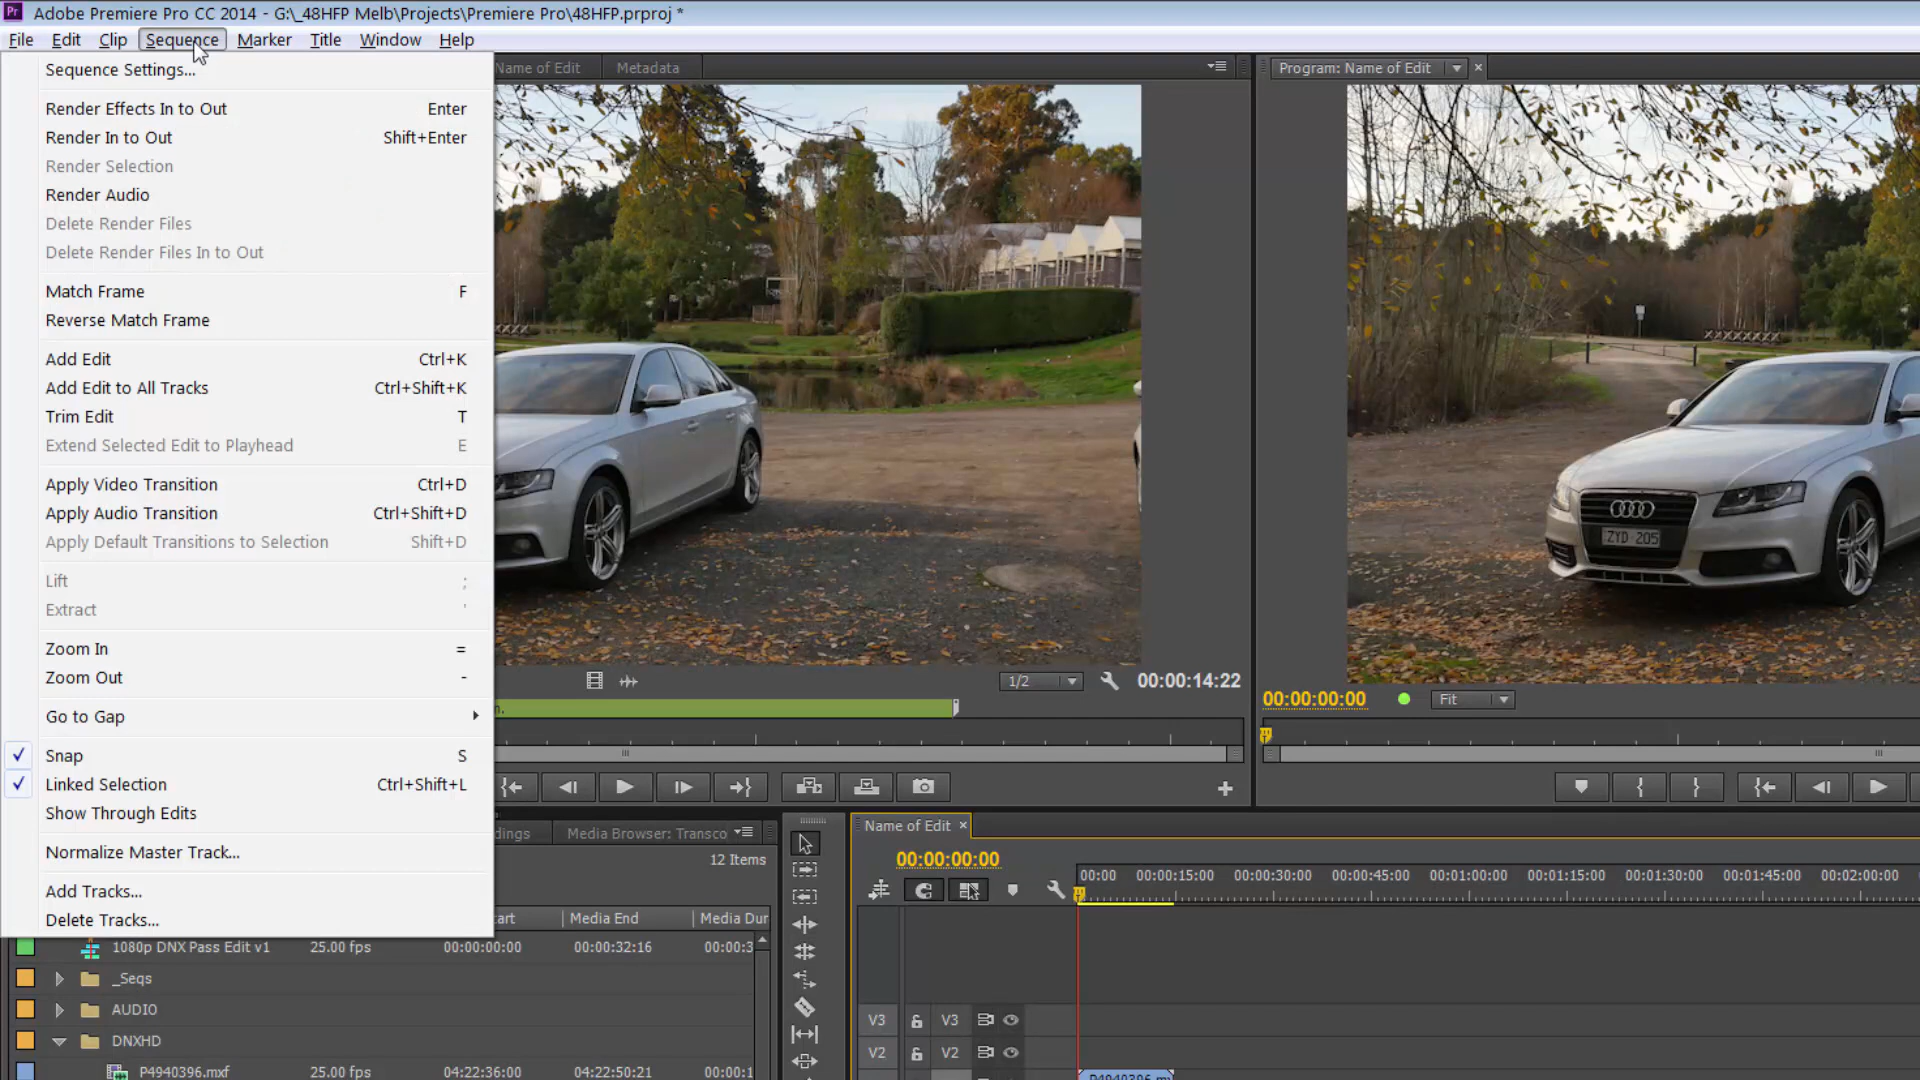 Pr Adobe Premiere Pro CC 2014 - G:\_48HFP Melb\Projects\Premiere Pro\48HFP.prproj *
File Edit Clip Sequence Marker Title Window Help
Sequence Settings...
Render Effects In to Out Enter
Render In to Out Shift+Enter
Render Selection
Render Audio
Delete Render Files
Delete Render Files In to Out
Match Frame F
Reverse Match Frame
Add Edit Ctrl+K
Add Edit to All Tracks Ctrl+Shift+K
Trim Edit T
Extend Selected Edit to Playhead E
Apply Video Transition Ctrl+D
Apply Audio Transition Ctrl+Shift+D
Apply Default Transitions to Selection Shift+D
Lift ;
Extract '
Zoom In =
Zoom Out -
Go to Gap
Snap S
Linked Selection Ctrl+Shift+L
Show Through Edits
Normalize Master Track...
Add Tracks...
Delete Tracks...
Name of Edit Metadata
Program: Name of Edit
ZYD 205
1/2 00:00:14:22
00:00:00:00 Fit
dings Media Browser: Transco
12 Items
tart Media End Media Dur
1080p DNX Pass Edit v1 25.00 fps 00:00:00:00 00:00:32:16 00:00:3
_Seqs
AUDIO
DNXHD
P4940396.mxf 25.00 fps 04:22:36:00 04:22:50:21 00:00:1
Name of Edit
00:00:00:00
00:00 00:00:15:00 00:00:30:00 00:00:45:00 00:01:00:00 00:01:15:00 00:01:30:00 00:01:45:00 00:02:00:00
V3 V3
V2 V2
P4940396.m